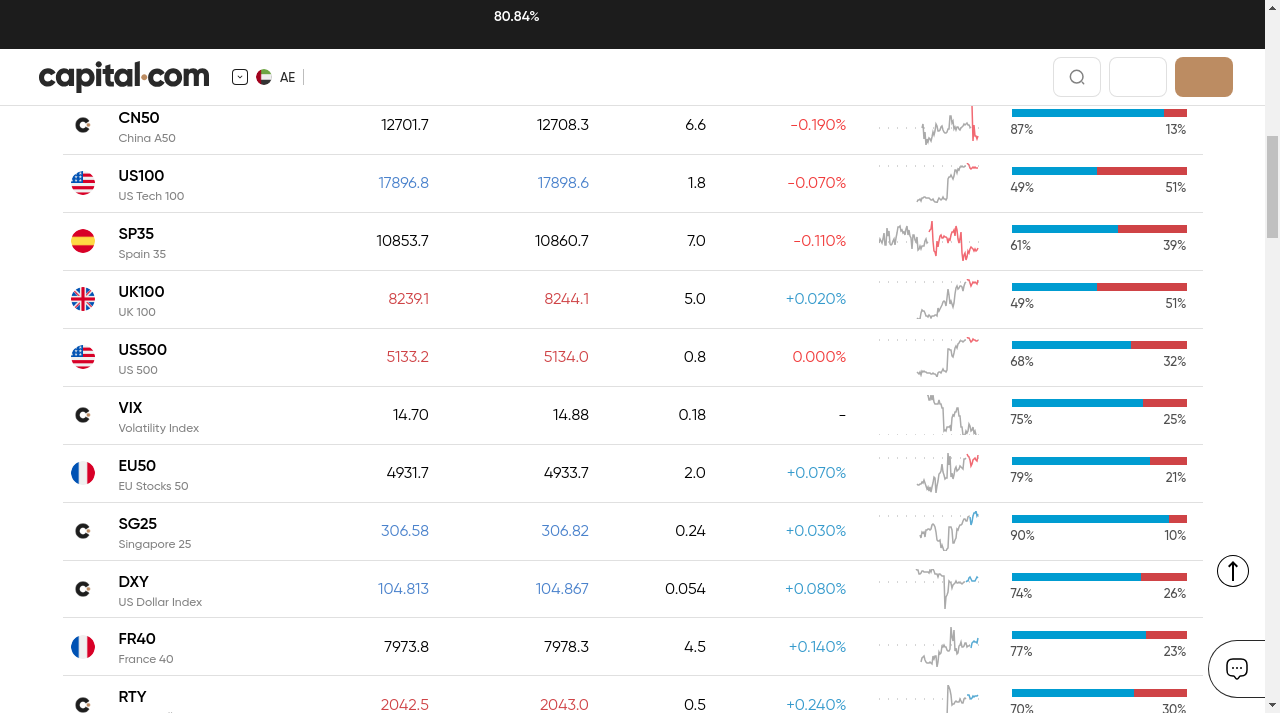 80.84%
capital.com
AE
CN50
China A50
12701.7
12708.3
6.6
-0.190%
87%
13%
US100
US Tech 100
17896.8
17898.6
1.8
-0.070%
49%
51%
SP35
Spain 35
10853.7
10860.7
7.0
-0.110%
61%
39%
UK100
UK 100
8239.1
8244.1
5.0
+0.020%
49%
51%
US500
US 500
5133.2
5134.0
0.8
0.000%
68%
32%
VIX
Volatility Index
14.70
14.88
0.18
-
75%
25%
EU50
EU Stocks 50
4931.7
4933.7
2.0
+0.070%
79%
21%
SG25
Singapore 25
306.58
306.82
0.24
+0.030%
90%
10%
DXY
US Dollar Index
104.813
104.867
0.054
+0.080%
74%
26%
FR40
France 40
7973.8
7978.3
4.5
+0.140%
77%
23%
RTY
2042.5
2043.0
0.5
+0.240%
70%
30%